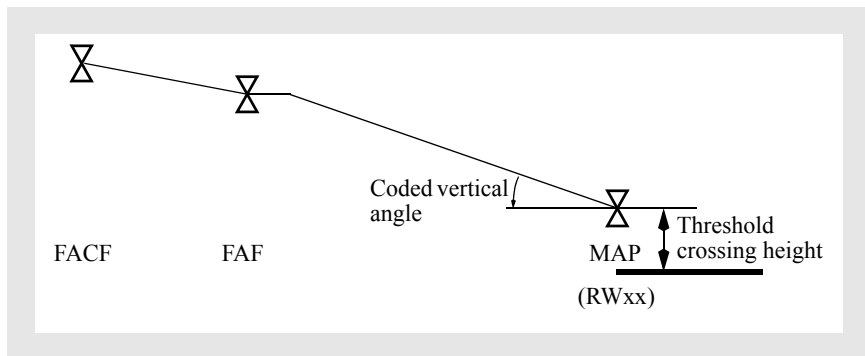 Coded vertical
angle
Threshold
crossing height
FACF
FAF
MAP
(RWxx)